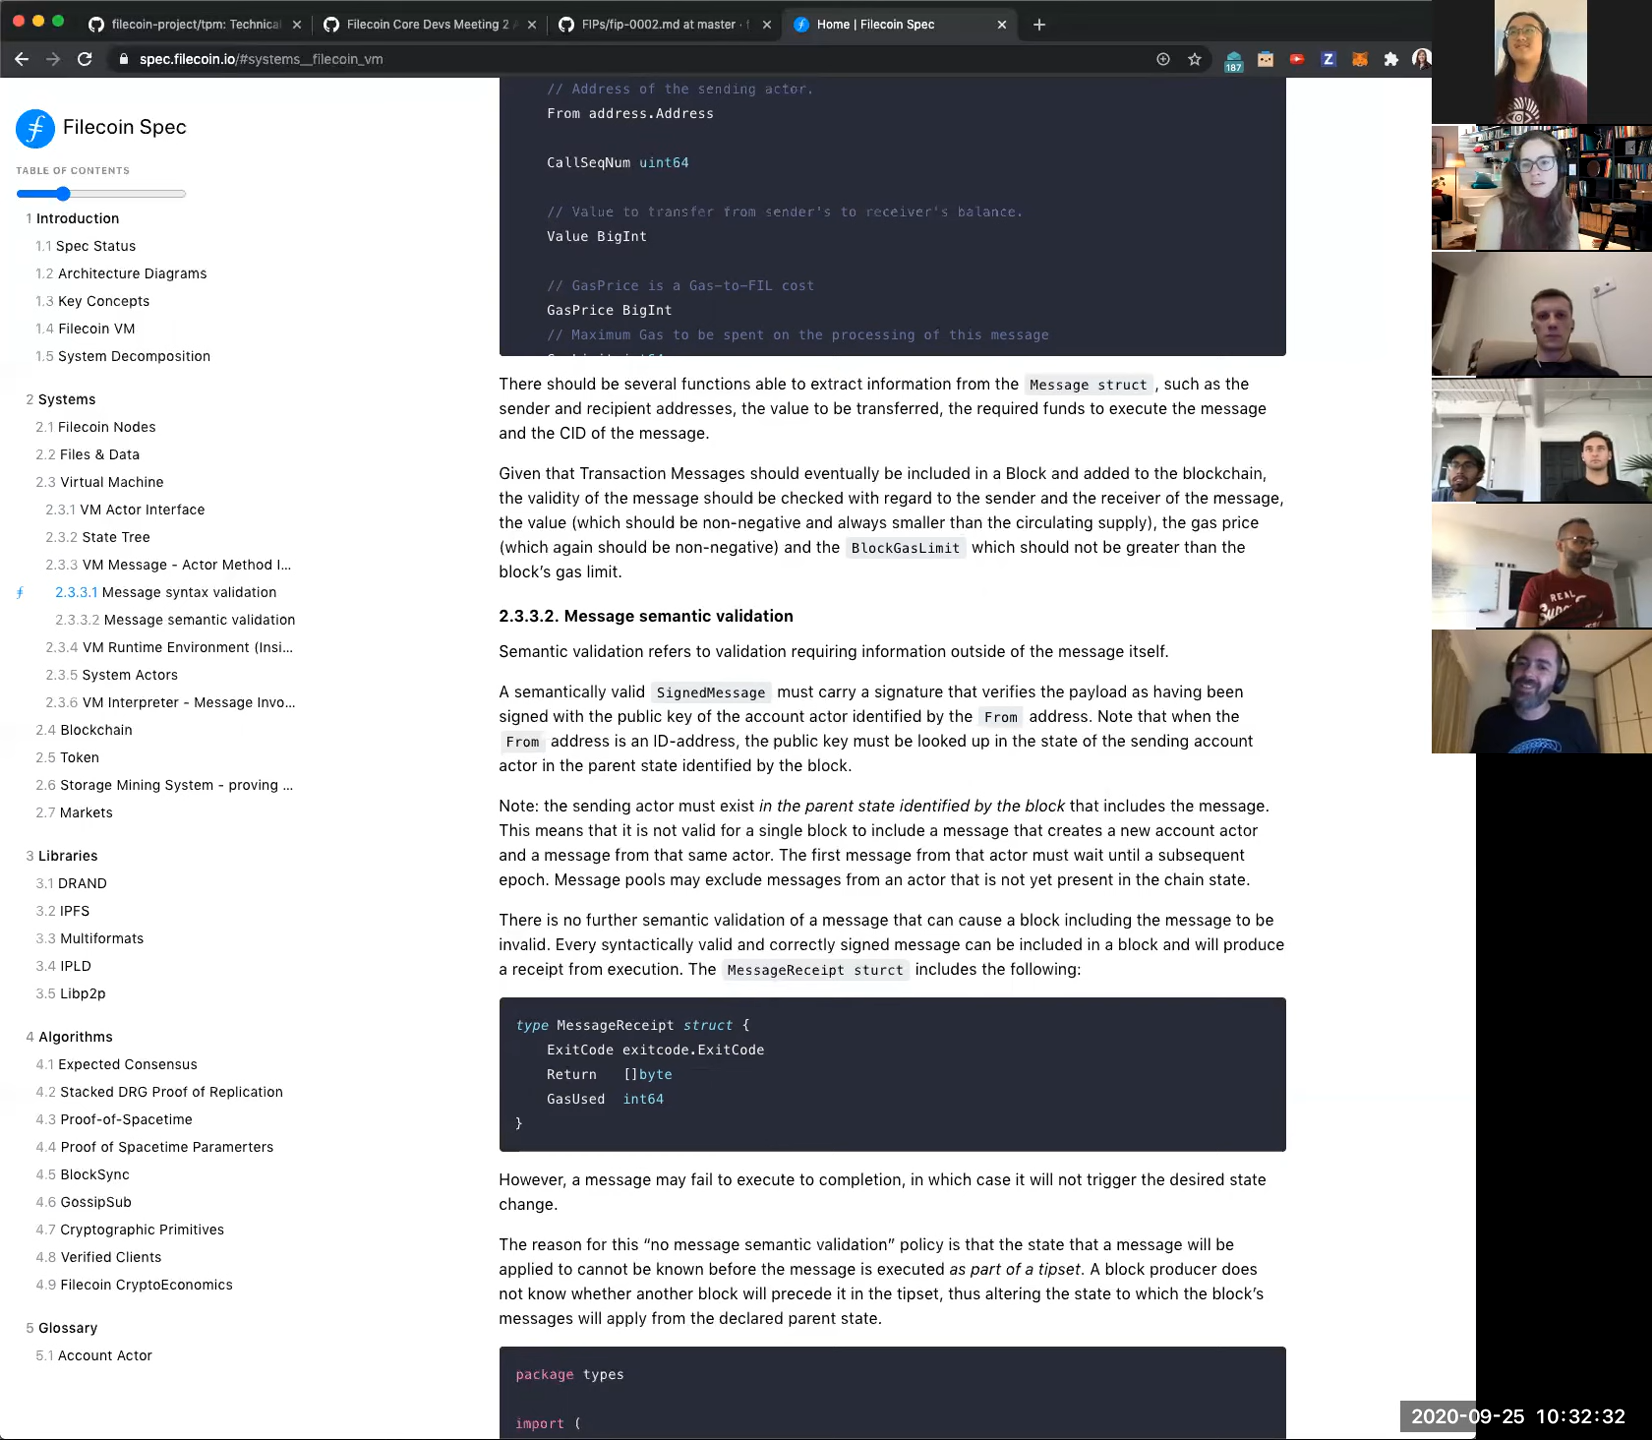 filecoin-project/tpm: Technica
Filecoin Core Devs Meeting 2
FIPs/fip-0002.md at master · f
Home | Filecoin Spec
spec.filecoin.io/#systems__filecoin_vm
187
Z
Filecoin Spec
TABLE OF CONTENTS
1 Introduction
1.1 Spec Status
1.2 Architecture Diagrams
1.3 Key Concepts
1.4 Filecoin VM
1.5 System Decomposition
2 Systems
2.1 Filecoin Nodes
2.2 Files & Data
2.3 Virtual Machine
2.3.1 VM Actor Interface
2.3.2 State Tree
2.3.3 VM Message - Actor Method I...
2.3.3.1 Message syntax validation
2.3.3.2 Message semantic validation
2.3.4 VM Runtime Environment (Insi...
2.3.5 System Actors
2.3.6 VM Interpreter - Message Invo...
2.4 Blockchain
2.5 Token
2.6 Storage Mining System - proving ...
2.7 Markets
3 Libraries
3.1 DRAND
3.2 IPFS
3.3 Multiformats
3.4 IPLD
3.5 Libp2p
4 Algorithms
4.1 Expected Consensus
4.2 Stacked DRG Proof of Replication
4.3 Proof-of-Spacetime
4.4 Proof of Spacetime Paramerters
4.5 BlockSync
4.6 GossipSub
4.7 Cryptographic Primitives
4.8 Verified Clients
4.9 Filecoin CryptoEconomics
5 Glossary
5.1 Account Actor
// Address of the sending actor.
From address.Address
CallSeqNum uint64
// Value to transfer from sender's to receiver's balance.
Value BigInt
// GasPrice is a Gas-to-FIL cost
GasPrice BigInt
// Maximum Gas to be spent on the processing of this message
There should be several functions able to extract information from the Message struct, such as the
sender and recipient addresses, the value to be transferred, the required funds to execute the message
and the CID of the message.
Given that Transaction Messages should eventually be included in a Block and added to the blockchain,
the validity of the message should be checked with regard to the sender and the receiver of the message,
the value (which should be non-negative and always smaller than the circulating supply), the gas price
(which again should be non-negative) and the BlockGasLimit which should not be greater than the
block's gas limit.
2.3.3.2. Message semantic validation
Semantic validation refers to validation requiring information outside of the message itself.
A semantically valid SignedMessage must carry a signature that verifies the payload as having been
signed with the public key of the account actor identified by the From address. Note that when the
From address is an ID-address, the public key must be looked up in the state of the sending account
actor in the parent state identified by the block.
Note: the sending actor must exist in the parent state identified by the block that includes the message.
This means that it is not valid for a single block to include a message that creates a new account actor
and a message from that same actor. The first message from that actor must wait until a subsequent
epoch. Message pools may exclude messages from an actor that is not yet present in the chain state.
There is no further semantic validation of a message that can cause a block including the message to be
invalid. Every syntactically valid and correctly signed message can be included in a block and will produce
a receipt from execution. The MessageReceipt sturct includes the following:
type MessageReceipt struct {
ExitCode exitcode.ExitCode
Return []byte
GasUsed int64
}
However, a message may fail to execute to completion, in which case it will not trigger the desired state
change.
The reason for this “no message semantic validation” policy is that the state that a message will be
applied to cannot be known before the message is executed as part of a tipset. A block producer does
not know whether another block will precede it in the tipset, thus altering the state to which the block's
messages will apply from the declared parent state.
package types
import (
REAL
2020-09-25 10:32:32